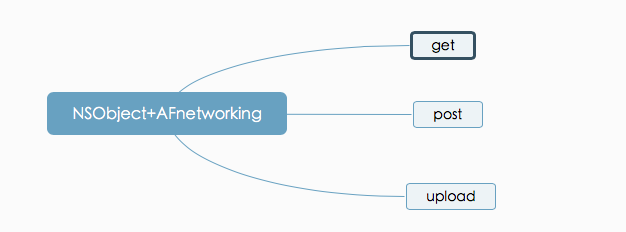 get
NSObject+AFnetworking
post
upload